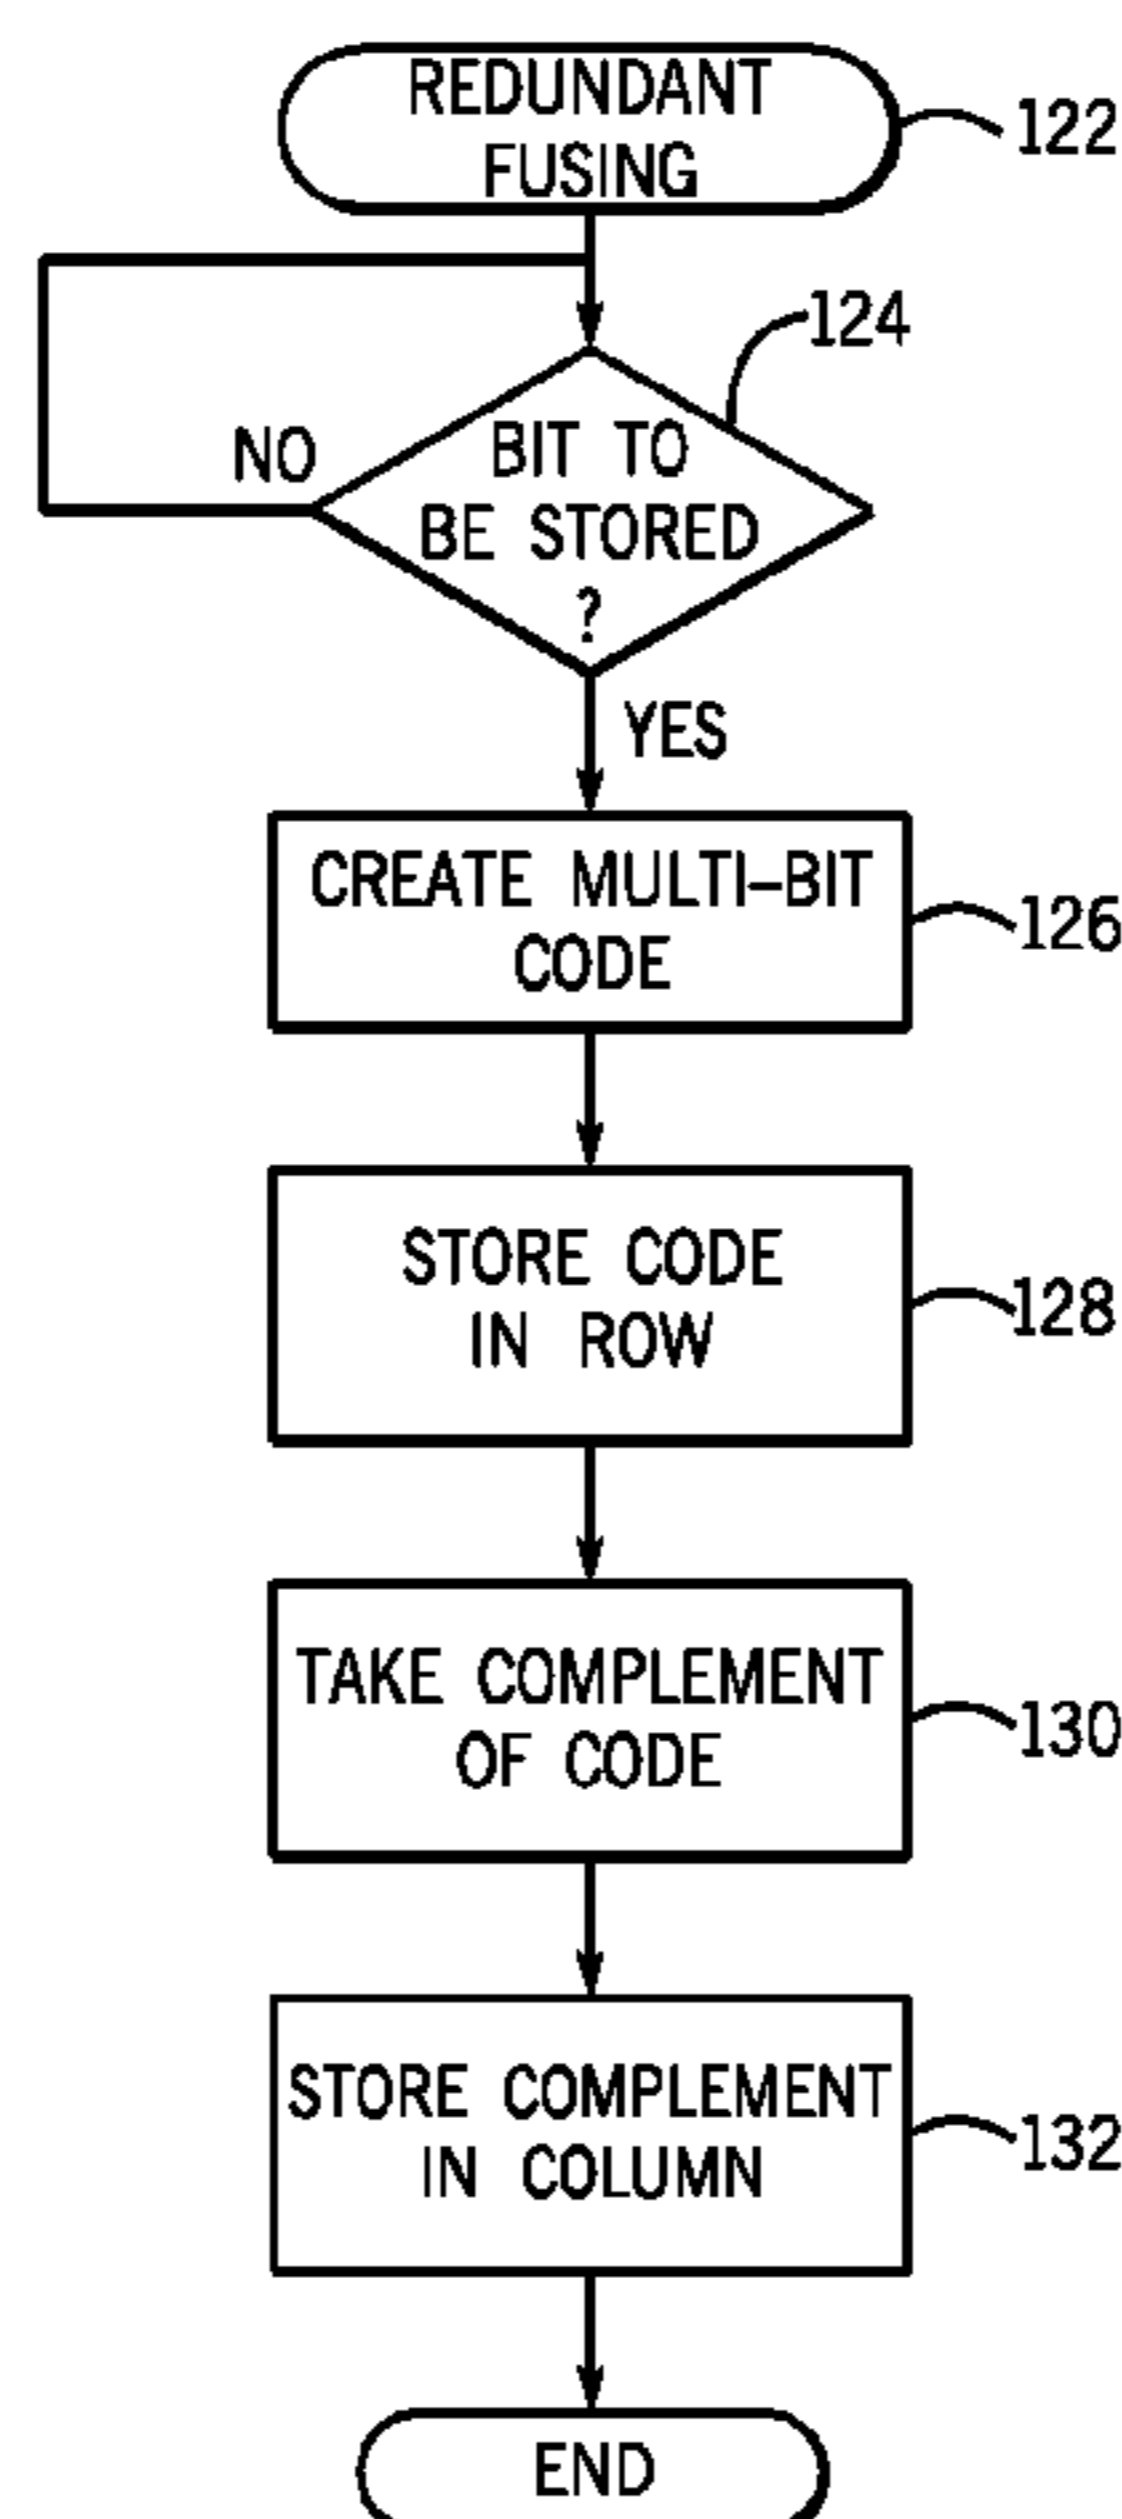 REDUNDANT
FUSING
122
124
BIT TO
BE STORED
?
NO
YES
CREATE MULTI-BIT
CODE
126
STORE CODE
IN ROW
128
TAKE COMPLEMENT
OF CODE
130
STORE COMPLEMENT
IN COLUMN
132
END